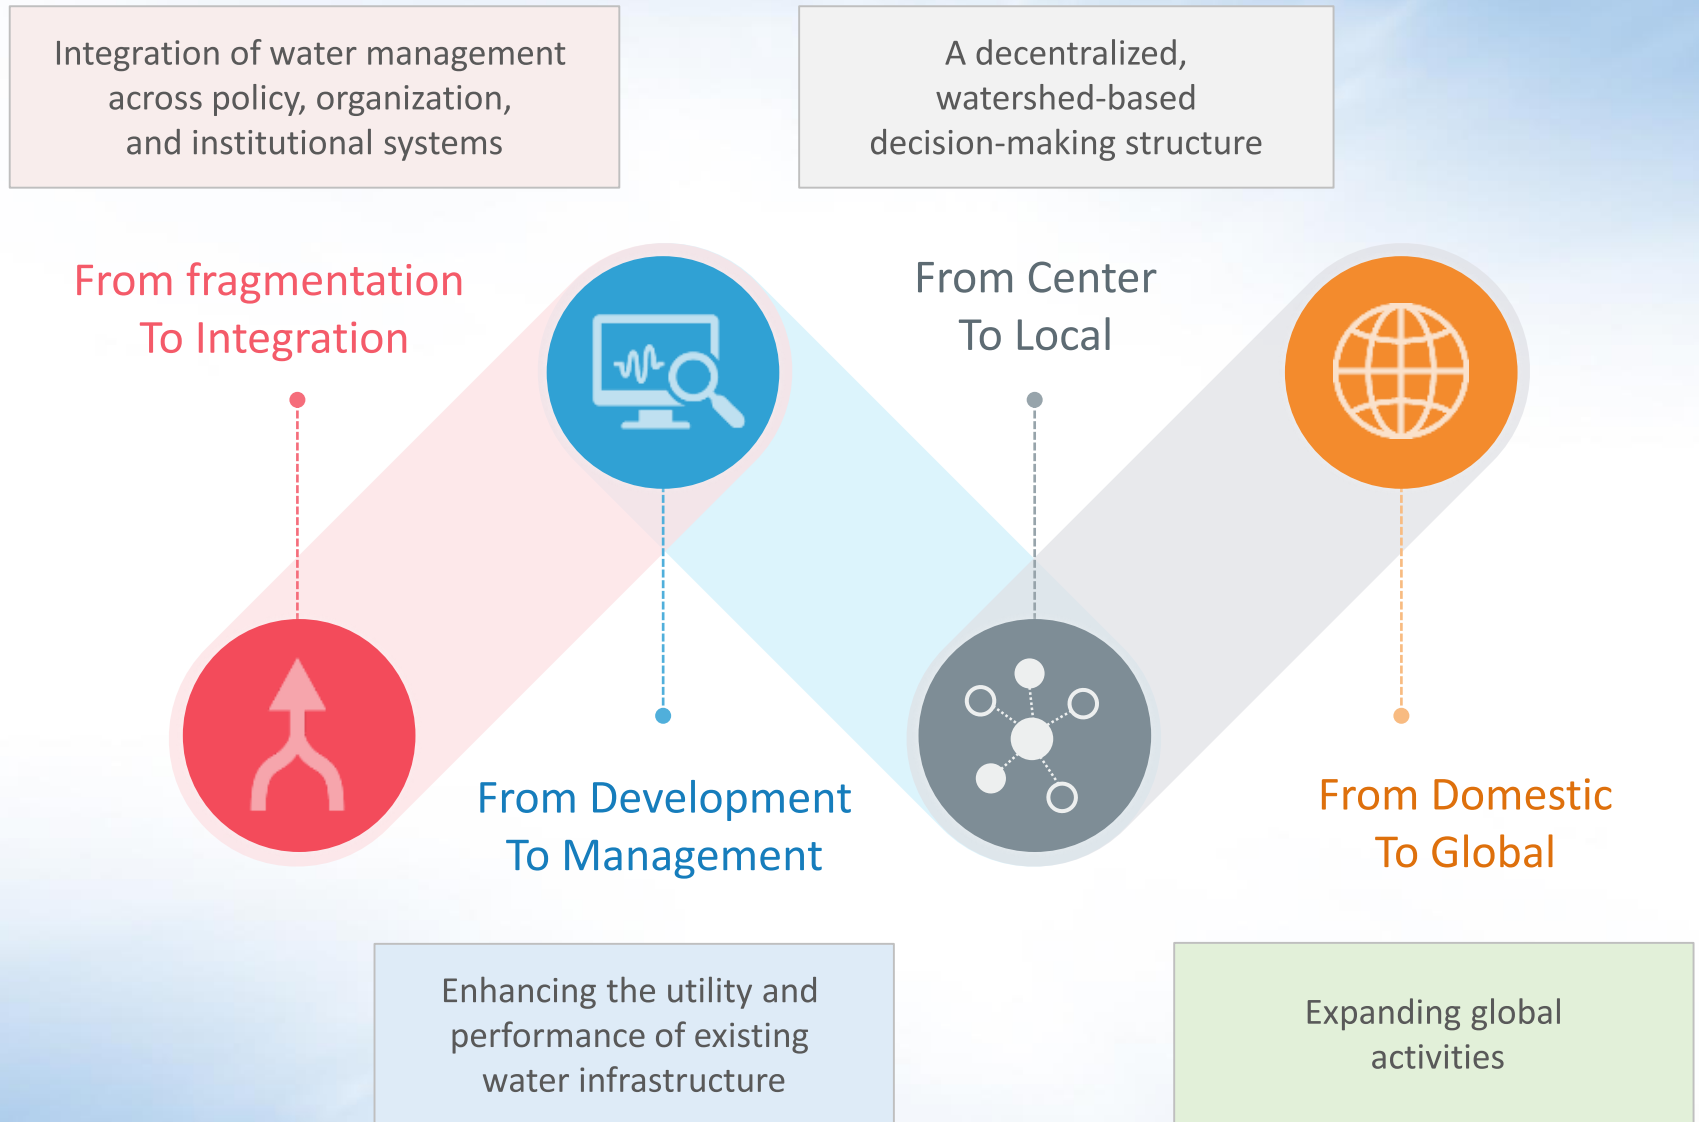 Integration of water management
across policy, organization,
and institutional systems
A decentralized,
watershed-based
decision-making structure
From fragmentation
To Integration
From Center
To Local
From Development
To Management
From Domestic
To Global
Enhancing the utility and
performance of existing
water infrastructure
Expanding global
activities